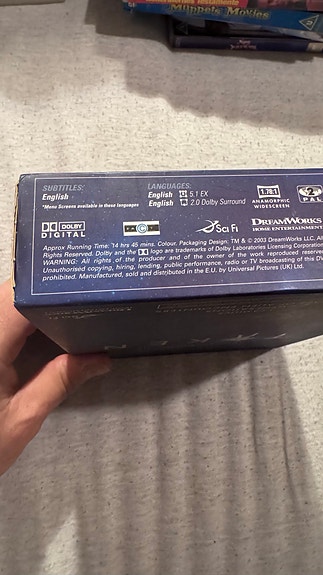 Muppets Movies
SUBTITLES:
English
*Menu Screens available in these languages
LANGUAGES:
English 5.1 EX
English 2.0 Dolby Surround
1.78:1
ANAMORPHIC
WIDESCREEN
2
PAL
DOLBY
DIGITAL
SCI FI
DREAMWORKS
HOME ENTERTAINMENT
Approx Running Time: 14 hrs 45 mins. Colour. Packaging Design, TM & © 2003 DreamWorks LLC. All
Rights Reserved. Dolby and the logo are trademarks of Dolby Laboratories Licensing Corporation
WARNING: All rights of the producer and of the owner of the work reproduced reserve
Unauthorised copying, hiring, lending, public performance, radio or TV broadcasting of this DV
prohibited. Manufactured, sold and distributed in the E.U. by Universal Pictures (UK) Ltd.
TAKEN